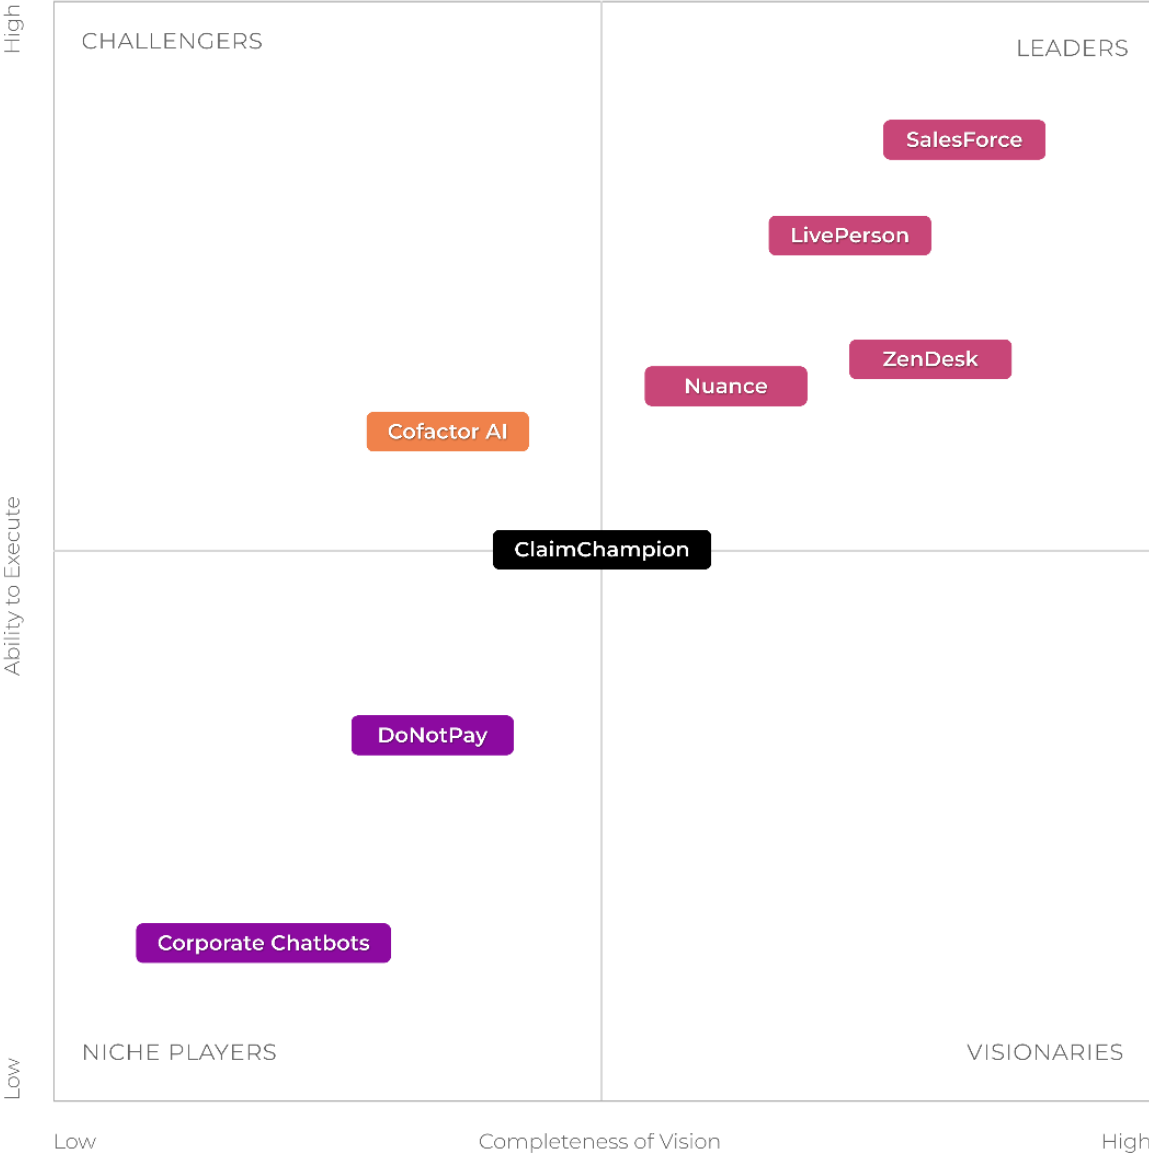 High
CHALLENGERS
LEADERS
SalesForce
LivePerson
ZenDesk
Nuance
Cofactor AI
Ability to Execute
ClaimChampion
DoNotPay
Corporate Chatbots
NICHE PLAYERS
VISIONARIES
Low
Low
Completeness of Vision
High